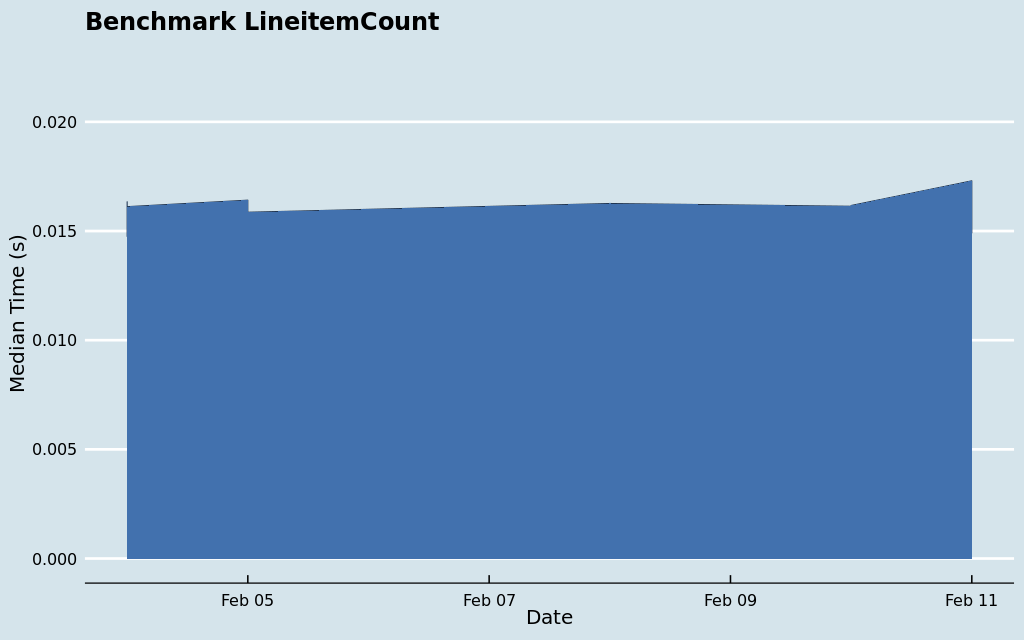 Benchmark LineitemCount
0.020
0.015
0.010
0.005
0.000
Median Time (s)
Feb 05
Feb 07
Feb 09
Feb 11
Date